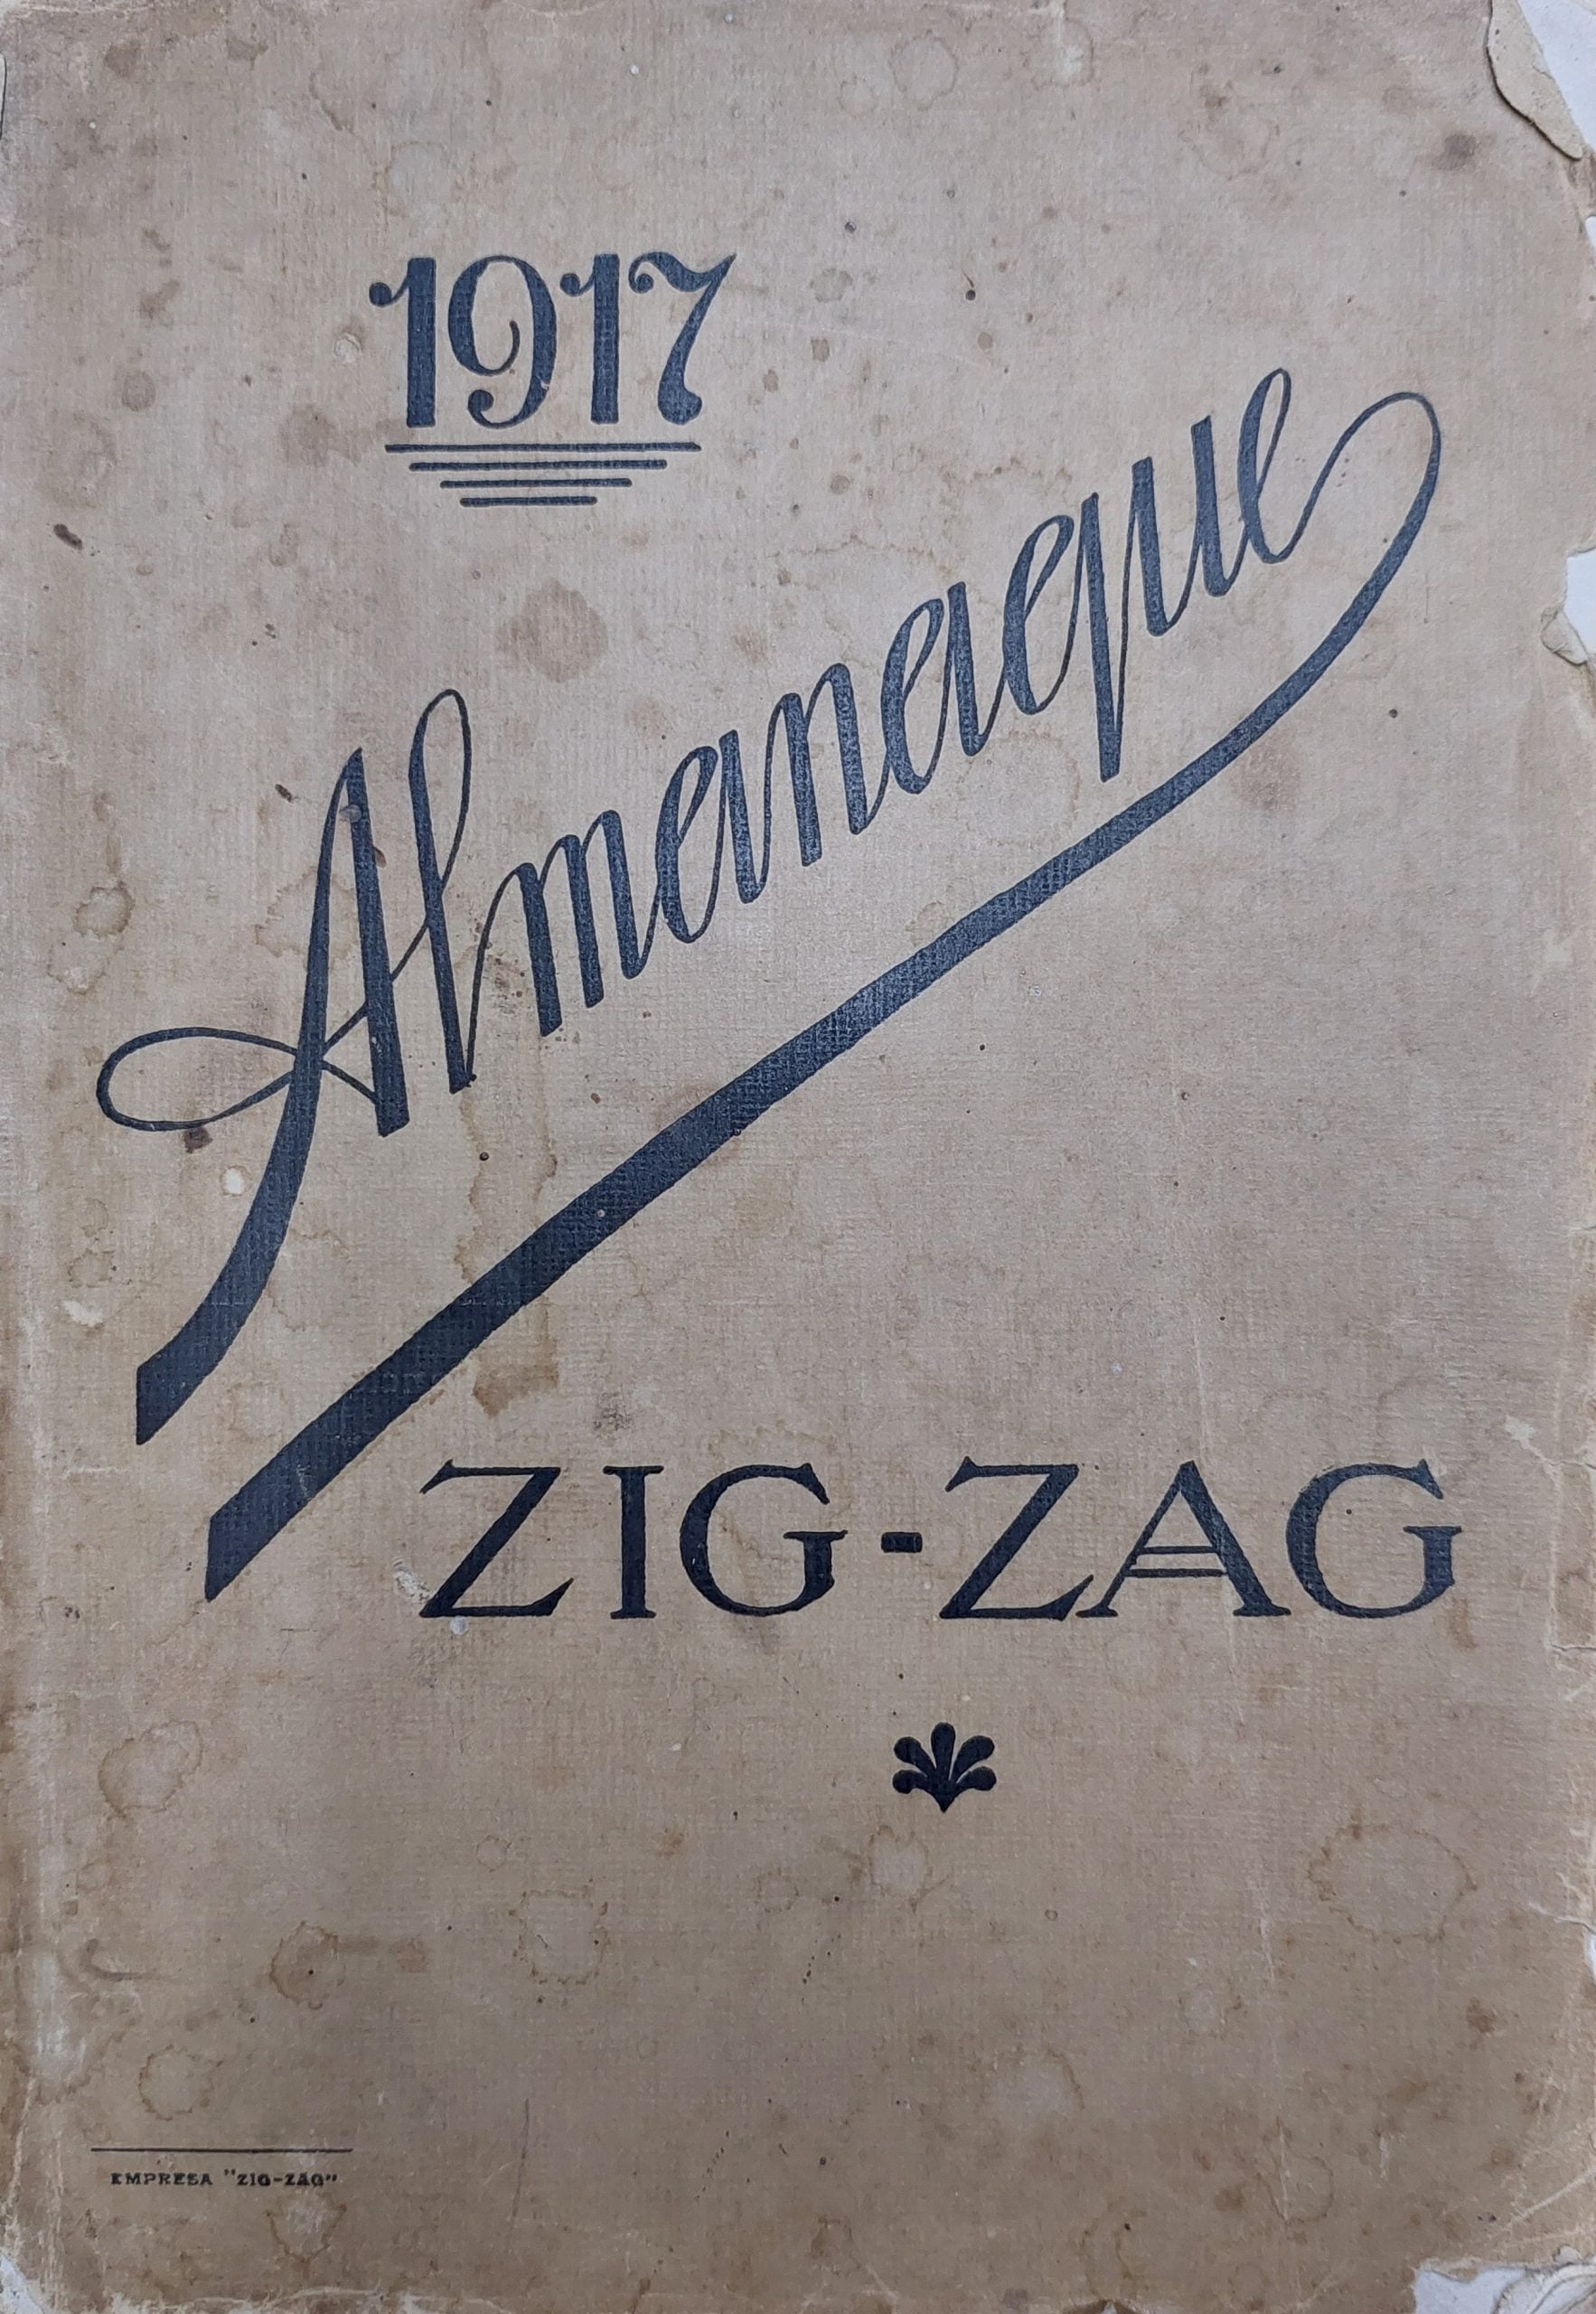 1917
Almanaque
ZIG-ZAG
EMPRESA "ZIG-ZAG"